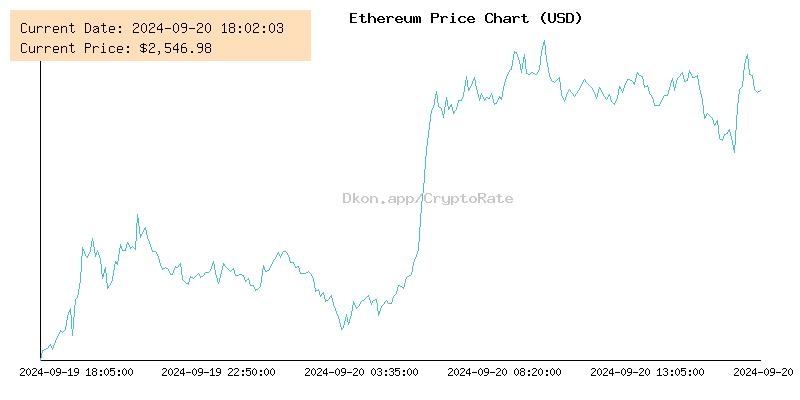 Ethereum Price Chart (USD)
Current Date: 2024-09-20 18:02:03
Current Price: $2,546.98
Dkon.app/CryptoRate
2024-09-19 18:05:00 2024-09-19 22:50:00 2024-09-20 03:35:00 2024-09-20 08:20:00 2024-09-20 13:05:00 2024-09-20